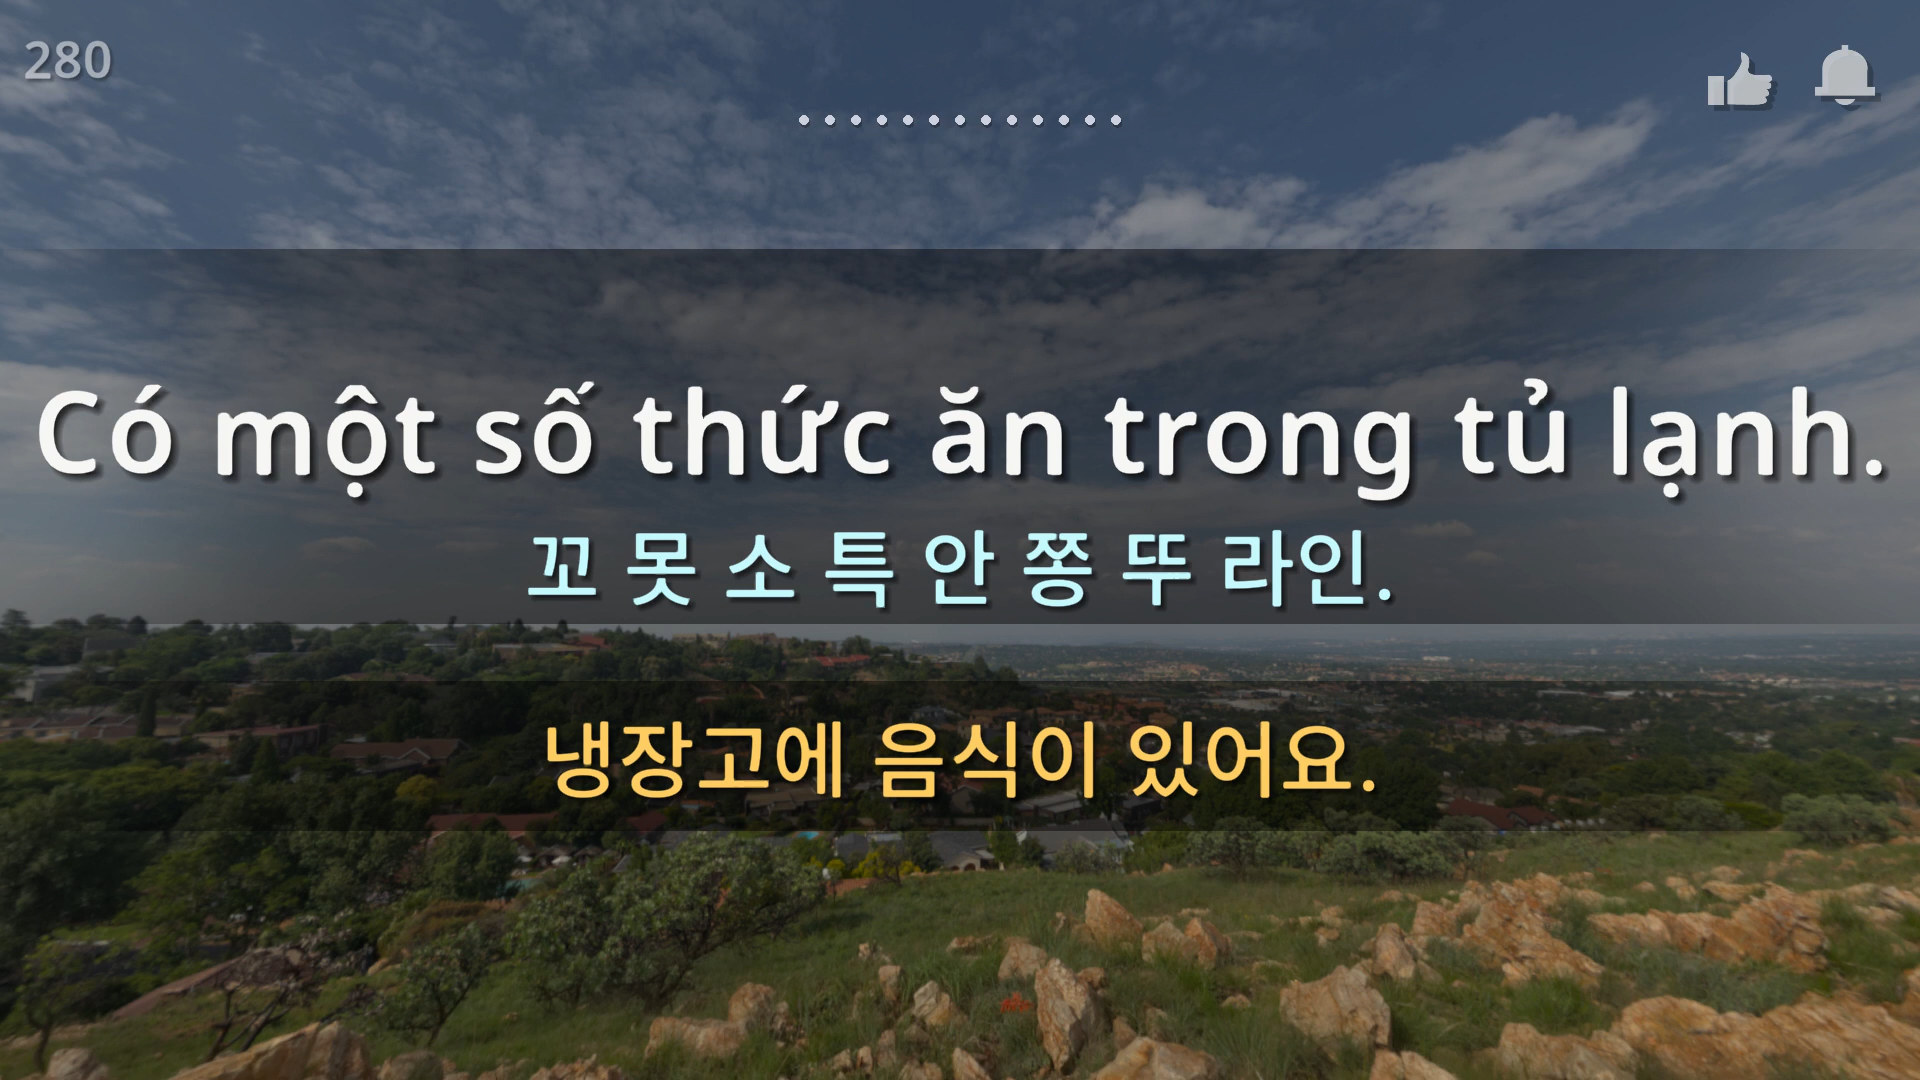 280
Có một số thức ăn trong tủ lạnh.
꼬 못 소 특 안 쫑 뚜 라인.
냉장고에 음식이 있어요.